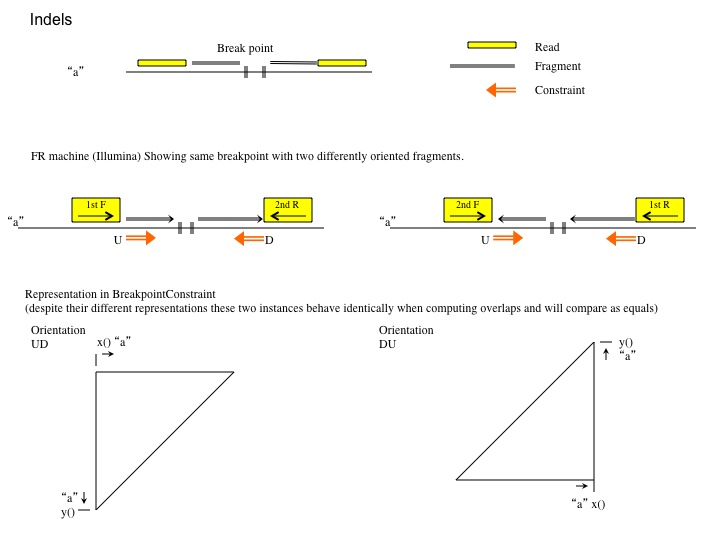 Indels
Break point
“a”
Read
Fragment
Constraint
FR machine (Illumina) Showing same breakpoint with two differently oriented fragments.
1st F
2nd R
“a”
U
D
2nd F
1st R
“a”
U
D
Representation in BreakpointConstraint
(despite their different representations these two instances behave identically when computing overlaps and will compare as equals)
Orientation
UD
x() “a”
“a”
y()
Orientation
DU
y()
“a”
“a” x()